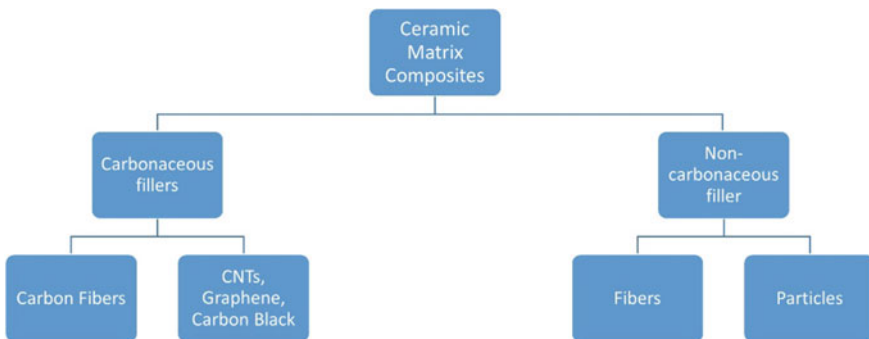 Ceramic
Matrix
Composites
Carbonaceous
fillers
Non-
carbonaceous
filler
Carbon Fibers
CNTs,
Graphene,
Carbon Black
Fibers
Particles